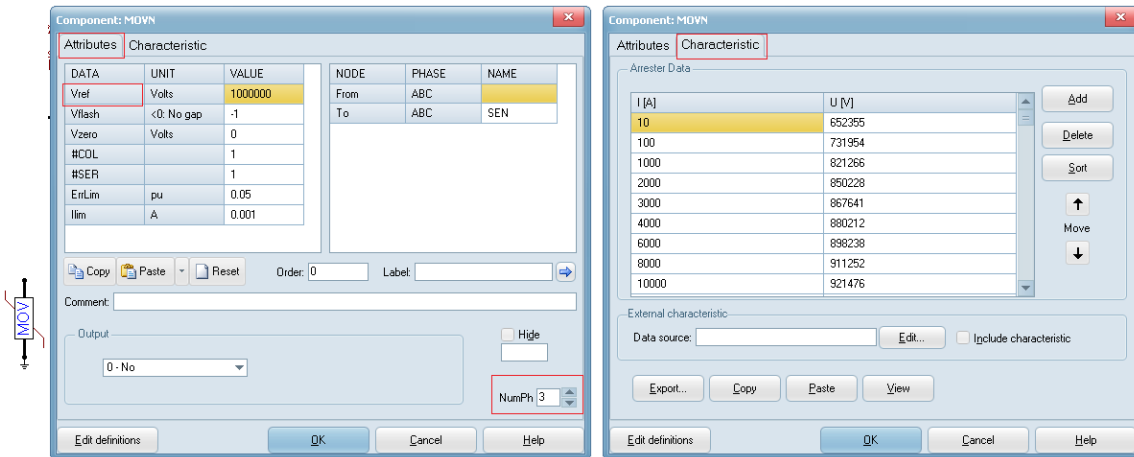 Component: MOVN
Attributes Characteristic
DATA UNIT VALUE
Vref Volts 1000000
Vflash <0: No gap -1
Vzero Volts 0
#COL 1
#SER 1
ErrLim pu 0.05
Ilim A 0.001
NODE PHASE NAME
From ABC
To ABC SEN
Copy Paste Reset Order: 0 Label:
Comment:
Output
0 - No
Hide
NumPh 3
Edit definitions OK Cancel Help
MOV
Component: MOVN
Attributes Characteristic
Arrester Data
I [A] U [V]
10 652355
100 731954
1000 821266
2000 850228
3000 867641
4000 880212
6000 898238
8000 911252
10000 921476
Add
Delete
Sort
Move
External characteristic
Data source: Edit... Include characteristic
Export... Copy Paste View
Edit definitions OK Cancel Help